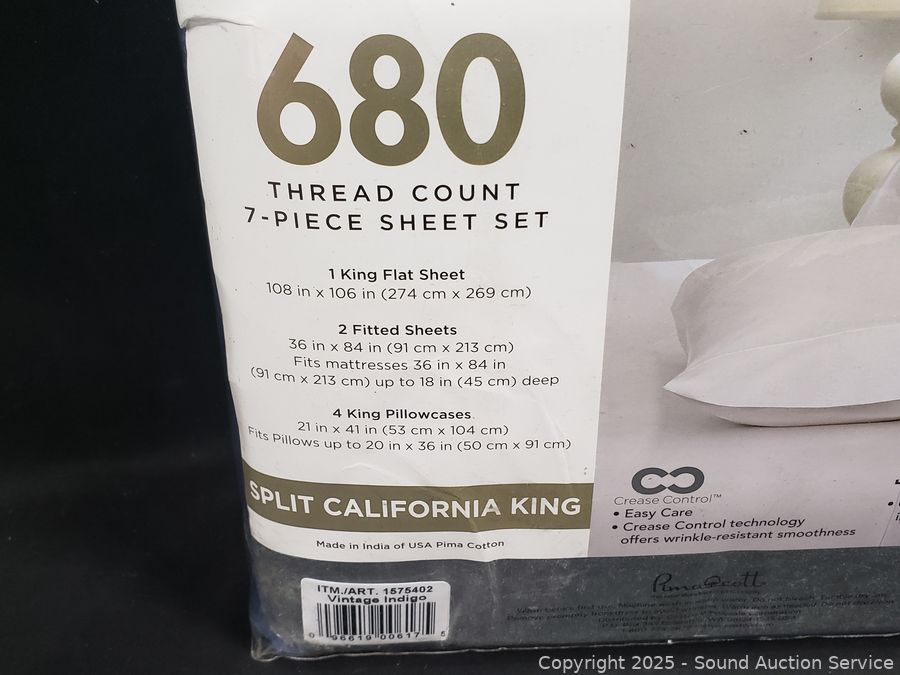 680
THREAD COUNT
7-PIECE SHEET SET
1 King Flat Sheet
108 in x 106 in (274 cm x 269 cm)
2 Fitted Sheets
36 in x 84 in (91 cm x 213 cm)
Fits mattresses 36 in x 84 in
(91 cm x 213 cm) up to 18 in (45 cm) deep
4 King Pillowcases
21 in x 41 in (53 cm x 104 cm)
Fits Pillows up to 20 in x 36 in (50 cm x 91 cm)
SPLIT CALiFORNIA KING
Made in India of USA Pima Cotton
Crease Control™
• Easy Care
• Crease Control technology
offers wrinkle-resistant smoothness
ITM./ART. 1575402
Vintage Indigo
0 96619 00617 5
PimaCott
Copyright 2025 - Sound Auction Service